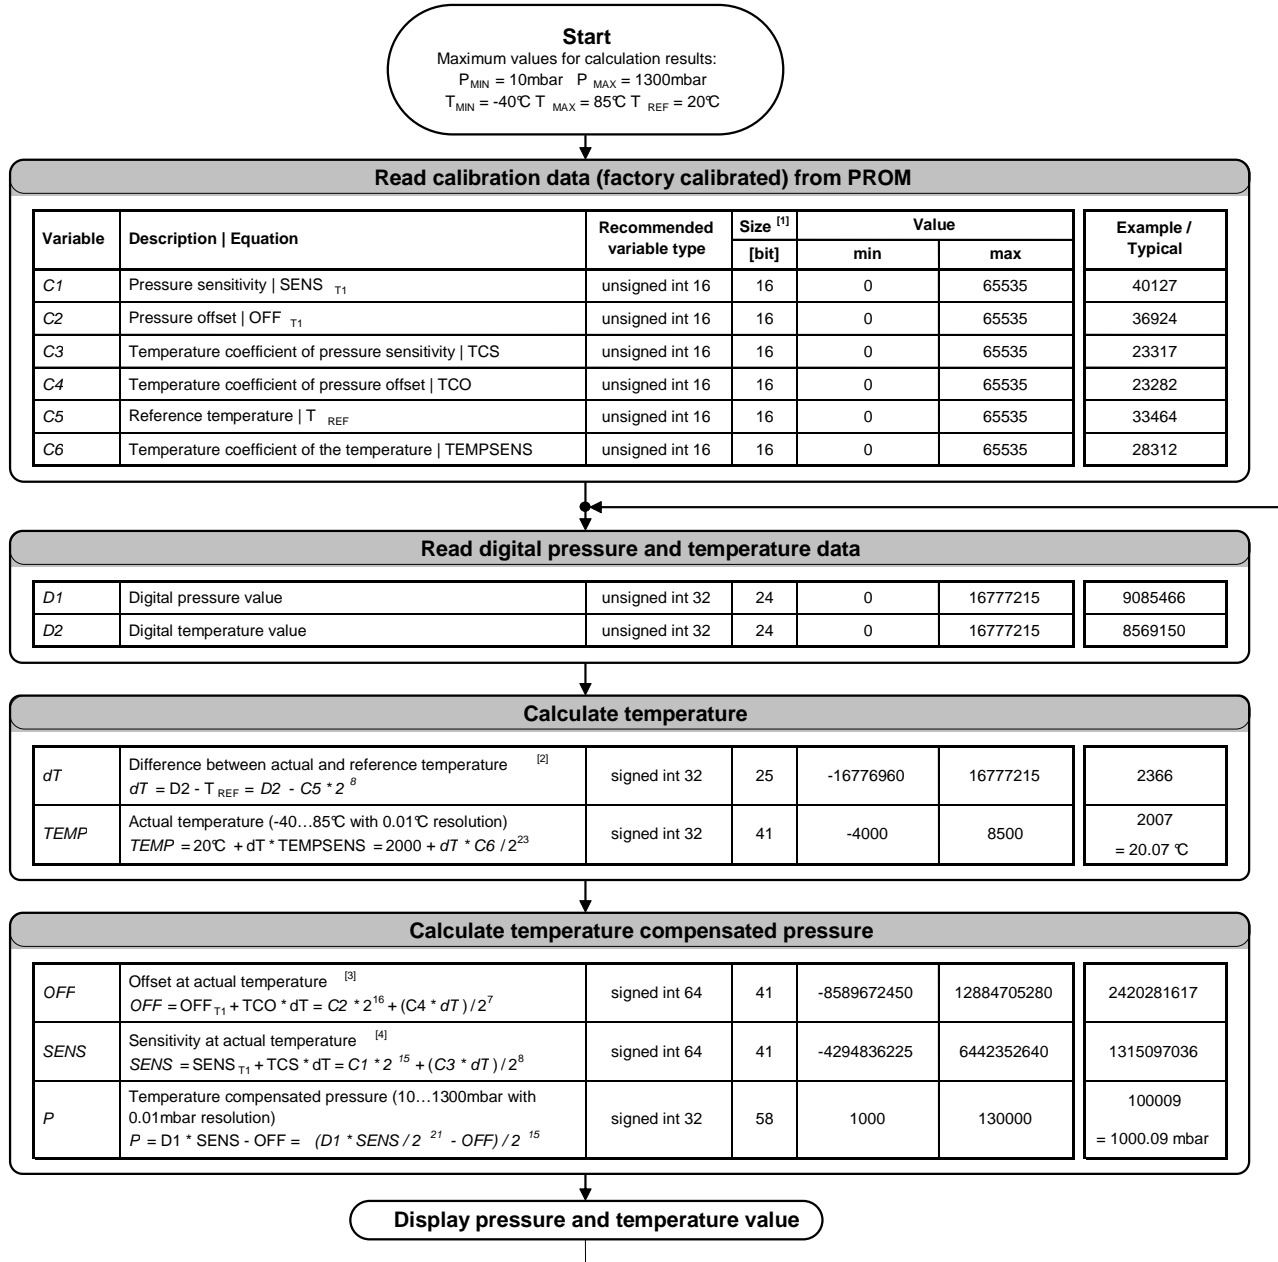 Start
Maximum values for calculation results:
PMIN = 10mbar P MAX = 1300mbar
TMIN = -40°C T MAX = 85°C T REF = 20°C
Read calibration data (factory calibrated) from PROM
Variable Description | Equation Recommended variable type Size [1] [bit] Value min max Example / Typical
C1 Pressure sensitivity | SENS T1 unsigned int 16 16 0 65535 40127
C2 Pressure offset | OFF T1 unsigned int 16 16 0 65535 36924
C3 Temperature coefficient of pressure sensitivity | TCS unsigned int 16 16 0 65535 23317
C4 Temperature coefficient of pressure offset | TCO unsigned int 16 16 0 65535 23282
C5 Reference temperature | T REF unsigned int 16 16 0 65535 33464
C6 Temperature coefficient of the temperature | TEMPSENS unsigned int 16 16 0 65535 28312
Read digital pressure and temperature data
D1 Digital pressure value unsigned int 32 24 0 16777215 9085466
D2 Digital temperature value unsigned int 32 24 0 16777215 8569150
Calculate temperature
dT Difference between actual and reference temperature [2]
dT = D2 - T REF = D2 - C5 * 2 8 signed int 32 25 -16776960 16777215 2366
TEMP Actual temperature (-40…85°C with 0.01°C resolution)
TEMP = 20°C + dT * TEMPSENS = 2000 + dT * C6 / 2 23 signed int 32 41 -4000 8500 2007
= 20.07 °C
Calculate temperature compensated pressure
OFF Offset at actual temperature [3]
OFF = OFF T1 + TCO * dT = C2 * 2 16 + (C4 * dT ) / 2 7 signed int 64 41 -8589672450 12884705280 2420281617
SENS Sensitivity at actual temperature [4]
SENS = SENS T1 + TCS * dT = C1 * 2 15 + (C3 * dT ) / 2 8 signed int 64 41 -4294836225 6442352640 1315097036
P Temperature compensated pressure (10…1300mbar with
0.01mbar resolution)
P = D1 * SENS - OFF = (D1 * SENS / 2 21 - OFF) / 2 15 signed int 32 58 1000 130000 100009
= 1000.09 mbar
Display pressure and temperature value